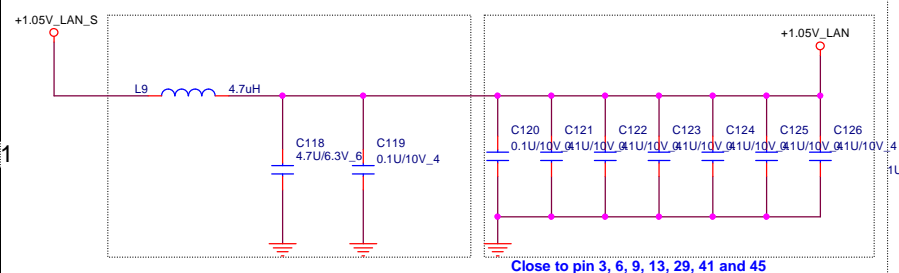 +1.05V_LAN_S
+1.05V_LAN
L9
4.7uH
C118
4.7U/6.3V_6
C119
0.1U/10V_4
C120
C121
C122
C123
C124
C125
C126
0.1U/10V_4
1U/10V_4
1
1U
Close to pin 3, 6, 9, 13, 29, 41 and 45